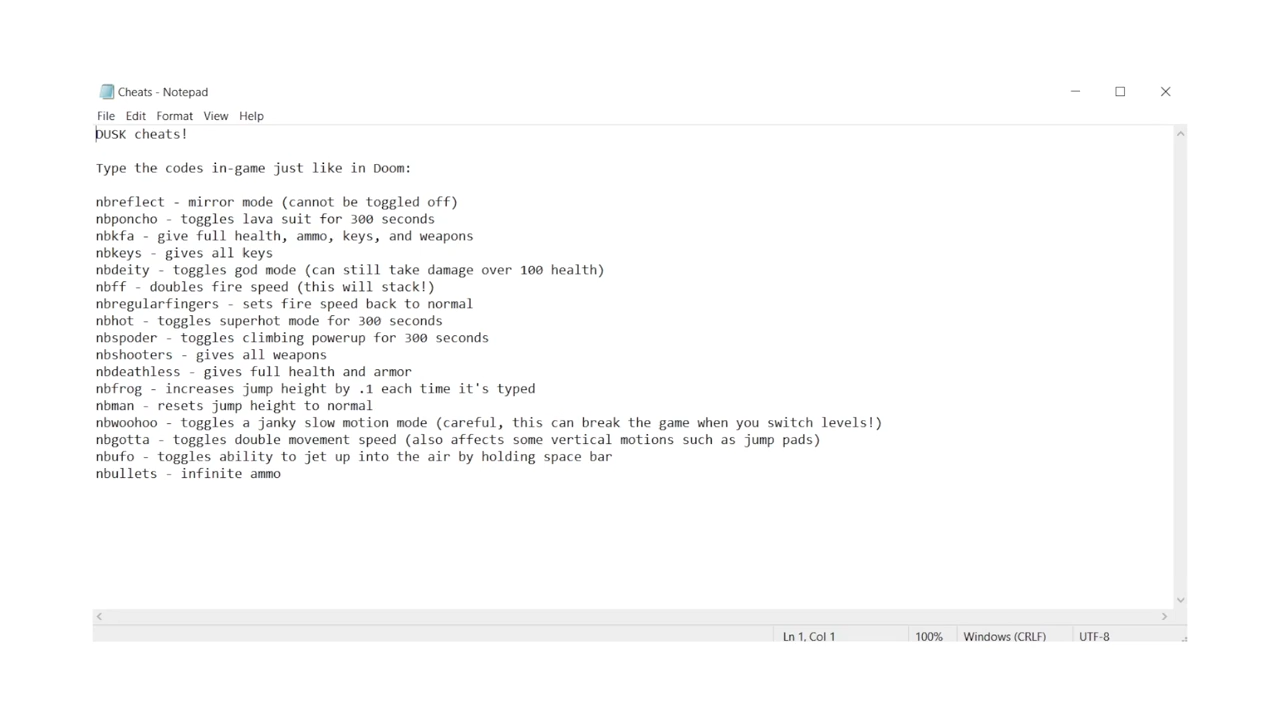 Cheats - Notepad
File Edit Format View Help
DUSK cheats!
Type the codes in-game just like in Doom:
nbreflect - mirror mode (cannot be toggled off)
nbponcho - toggles lava suit for 300 seconds
nbkfa - give full health, ammo, keys, and weapons
nbkeys - gives all keys
nbdeity - toggles god mode (can still take damage over 100 health)
nbff - doubles fire speed (this will stack!)
nbregularfingers - sets fire speed back to normal
nbhot - toggles superhot mode for 300 seconds
nbspoder - toggles climbing powerup for 300 seconds
nbshooters - gives all weapons
nbdeathless - gives full health and armor
nbfrog - increases jump height by .1 each time it's typed
nbman - resets jump height to normal
nbwoohoo - toggles a janky slow motion mode (careful, this can break the game when you switch levels!)
nbgotta - toggles double movement speed (also affects some vertical motions such as jump pads)
nbufo - toggles ability to jet up into the air by holding space bar
nbullets - infinite ammo
Ln 1, Col 1 100% Windows (CRLF) UTF-8